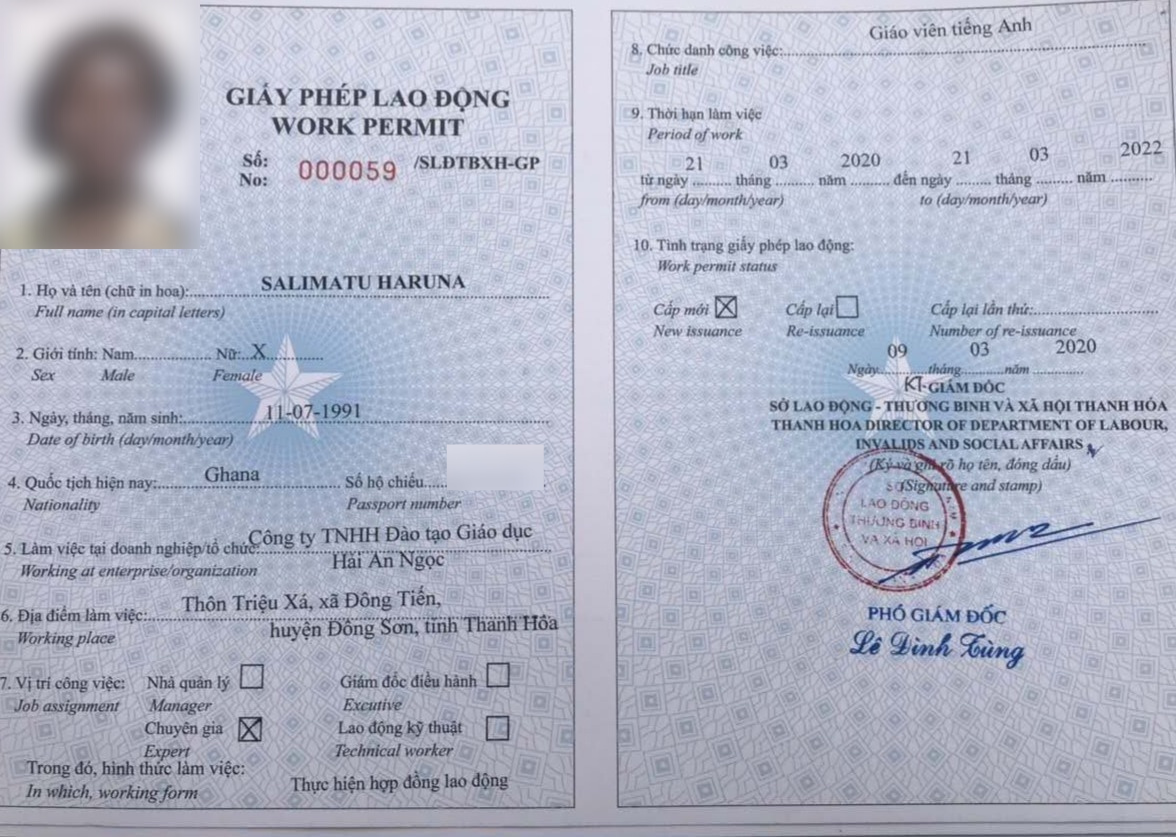 GIẤY PHÉP LAO ĐỘNG
WORK PERMIT
Số: 000059 /SLĐTBXH-GP
No:
1. Họ và tên (chữ in hoa): SALIMATU HARUNA
Full name (in capital letters)
2. Giới tính: Nam.................... Nữ:..X..............
Sex Male Female
3. Ngày, tháng, năm sinh: 11-07-1991
Date of birth (day/month/year)
4. Quốc tịch hiện nay: Ghana Số hộ chiếu.....
Nationality Passport number
5. Làm việc tại doanh nghiệp/tổ chức: Công ty TNHH Đào tạo Giáo dục
Working at enterprise/organization Hải An Ngọc
6. Địa điểm làm việc: Thôn Triệu Xá, xã Đông Tiến,
Working place huyện Đông Sơn, tỉnh Thanh Hóa
7. Vị trí công việc: Nhà quản lý Giám đốc điều hành
Job assignment Manager Excutive
Chuyên gia Lao động kỹ thuật
Expert Technical worker
Trong đó, hình thức làm việc: Thực hiện hợp đồng lao động
In which, working form
8. Chức danh công việc: Giáo viên tiếng Anh
Job title
9. Thời hạn làm việc
Period of work
từ ngày 21 tháng 03 năm 2020 đến ngày 21 tháng 03 năm 2022
from (day/month/year) to (day/month/year)
10. Tình trạng giấy phép lao động:
Work permit status
Cấp mới Cấp lại Cấp lại lần thứ:
New issuance Re-issuance Number of re-issuance
Ngày 09 tháng 03 năm 2020
KT. GIÁM ĐỐC
SỞ LAO ĐỘNG - THƯƠNG BINH VÀ XÃ HỘI THANH HÓA
THANH HOA DIRECTOR OF DEPARTMENT OF LABOUR,
INVALIDS AND SOCIAL AFFAIRS
(Ký và ghi rõ họ tên, đóng dấu)
(Signature and stamp)
SỞ
LAO ĐỘNG
THƯƠNG BINH
VÀ XÃ HỘI
PHÓ GIÁM ĐỐC
Lê Đình Tùng